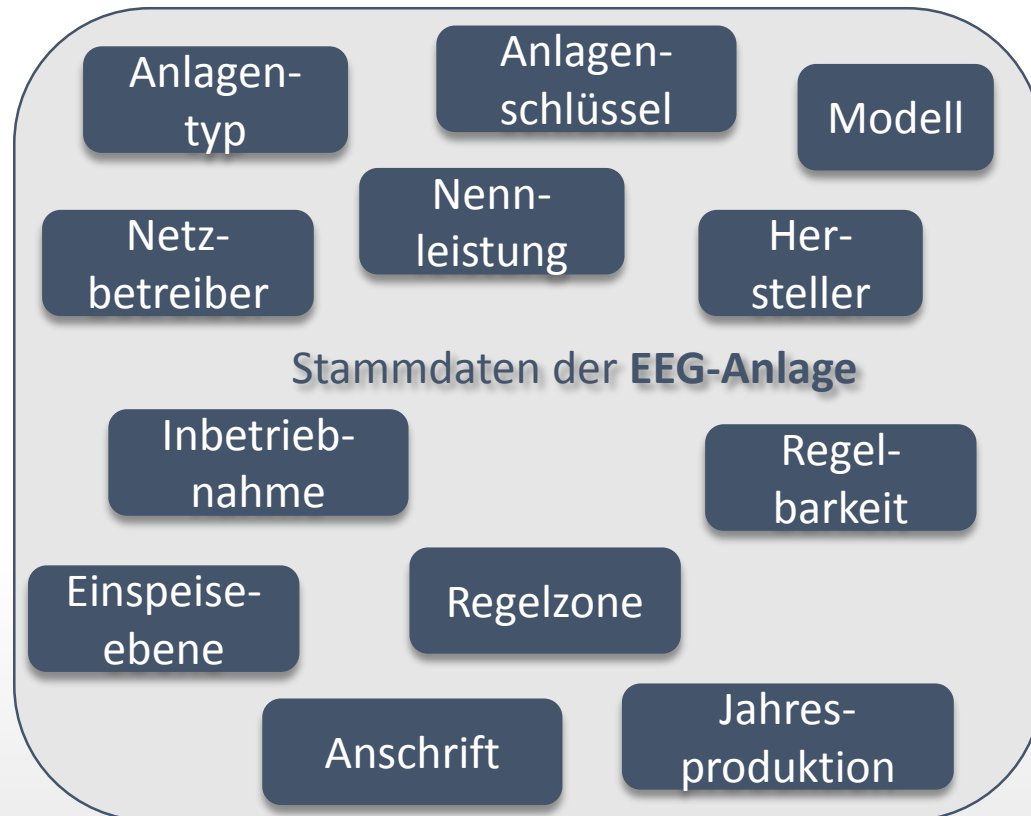 Anlagen-
typ
Anlagen-
schlüssel
Modell
Netz-
betreiber
Nenn-
leistung
Her-
steller
Stammdaten der EEG-Anlage
Inbetrieb-
nahme
Regel-
barkeit
Einspeise-
ebene
Regelzone
Anschrift
Jahres-
produktion